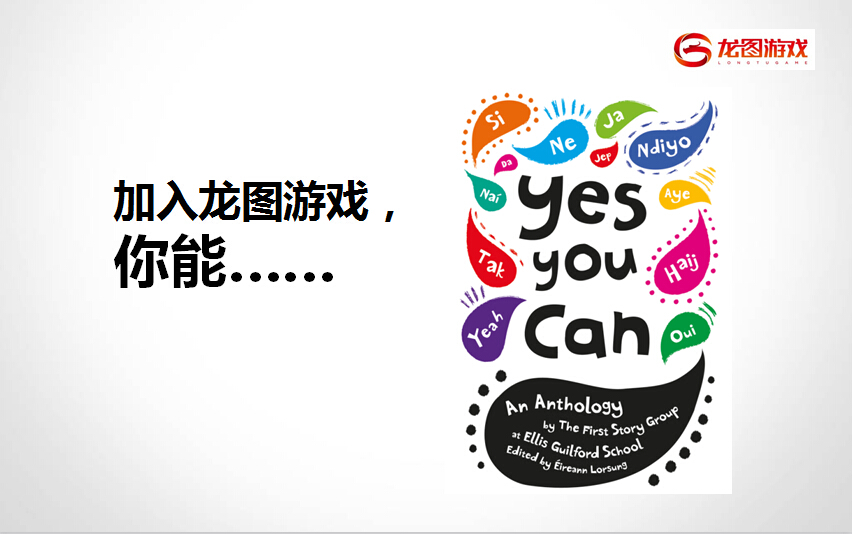 龙图游戏
LONGTUGAME
加入龙图游戏，
你能……
Si
Ne
Ja
Ndiyo
Da
Jep
Naí
yes
Aye
Tak
you
Haij
Yeah
can
Oui
An Anthology
by The First Story Group
at Ellis Guilford School
Edited by Éireann Lorsung